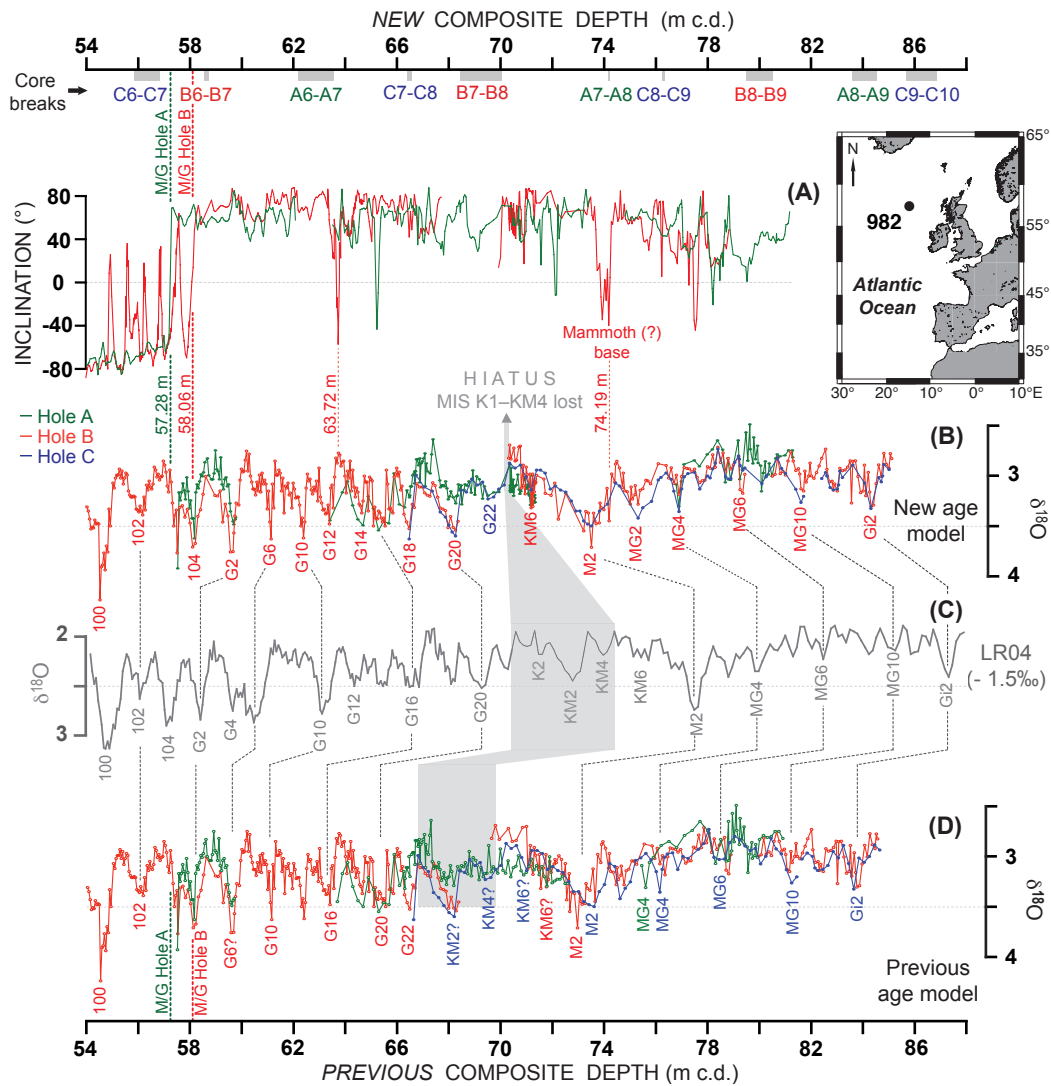 NEW COMPOSITE DEPTH (m c.d.)
54 58 62 66 70 74 78 82 86
Core breaks
C6-C7 B6-B7 A6-A7 C7-C8 B7-B8 A7-A8 C8-C9 B8-B9 A8-A9 C9-C10
M/G Hole A
M/G Hole B
(A)
INCLINATION (°)
80
40
0
-40
-80
Mammoth (?)
base
57.28 m
58.06 m
63.72 m
74.19 m
65°
55°
45°
35°
30° 20° 10° 0° 10°E
N
982
Atlantic
Ocean
HIATUS
MIS K1–KM4 lost
Hole A
Hole B
Hole C
(B)
3
4
δ18O
New age
model
100 102 104 G2 G6 G10 G12 G14 G18 G20 G22 KM6 M2 MG2 MG4 MG6 MG10 Gi2
(C)
2
3
δ18O
LR04
(- 1.5‰)
100 102 104 G2 G4 G10 G12 G16 G20 K2 KM2 KM4 KM6 M2 MG4 MG6 MG10 Gi2
(D)
3
4
δ18O
Previous
age model
100 102 G6? G10 G16 G20 G22 KM2? KM4? KM6? KM6? M2 M2 MG4 MG4 MG6 MG10 Gi2
M/G Hole A
M/G Hole B
54 58 62 66 70 74 78 82 86
PREVIOUS COMPOSITE DEPTH (m c.d.)